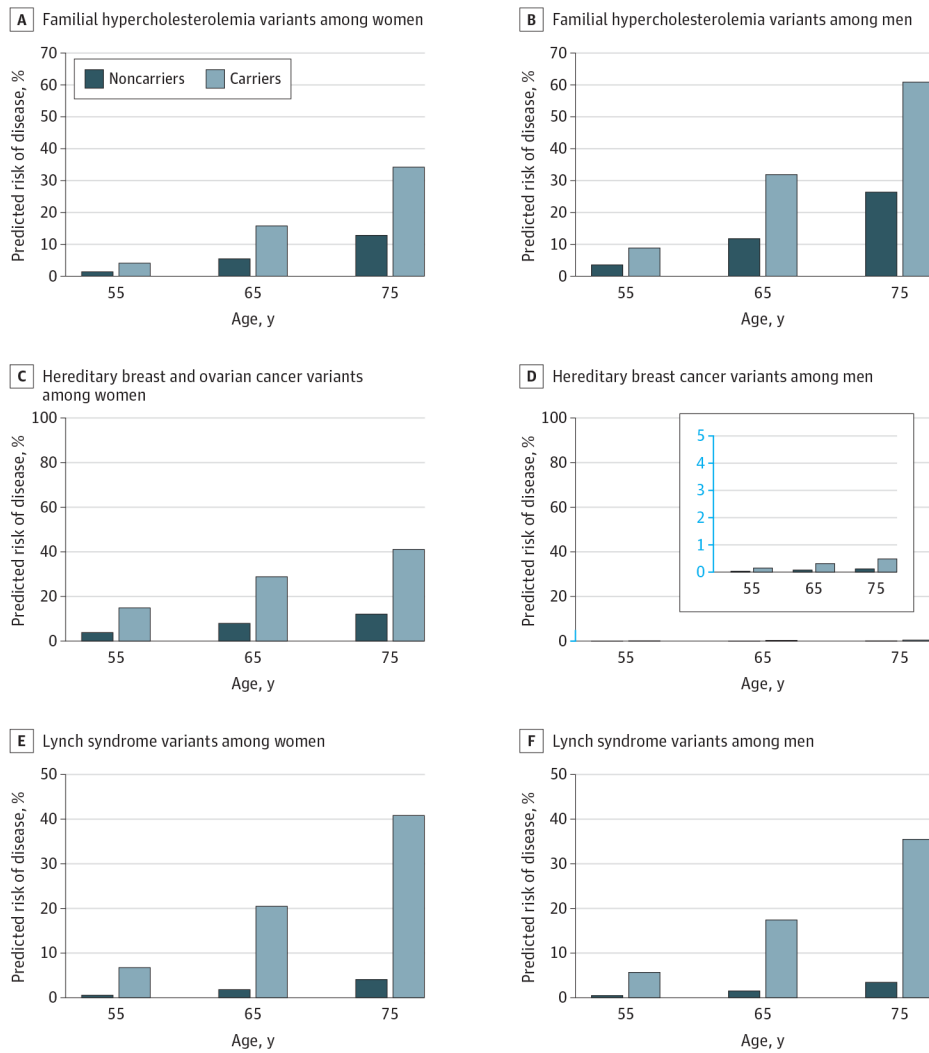 A Familial hypercholesterolemia variants among women
70
60
50
40
30
20
10
0
Predicted risk of disease, %
Noncarriers Carriers
55 65 75
Age, y
B Familial hypercholesterolemia variants among men
70
60
50
40
30
20
10
0
Predicted risk of disease, %
55 65 75
Age, y
C Hereditary breast and ovarian cancer variants
among women
100
80
60
40
20
0
Predicted risk of disease, %
55 65 75
Age, y
D Hereditary breast cancer variants among men
100
80
60
40
20
0
Predicted risk of disease, %
5
4
3
2
1
0
55 65 75
55 65 75
Age, y
E Lynch syndrome variants among women
50
40
30
20
10
0
Predicted risk of disease, %
55 65 75
Age, y
F Lynch syndrome variants among men
50
40
30
20
10
0
Predicted risk of disease, %
55 65 75
Age, y